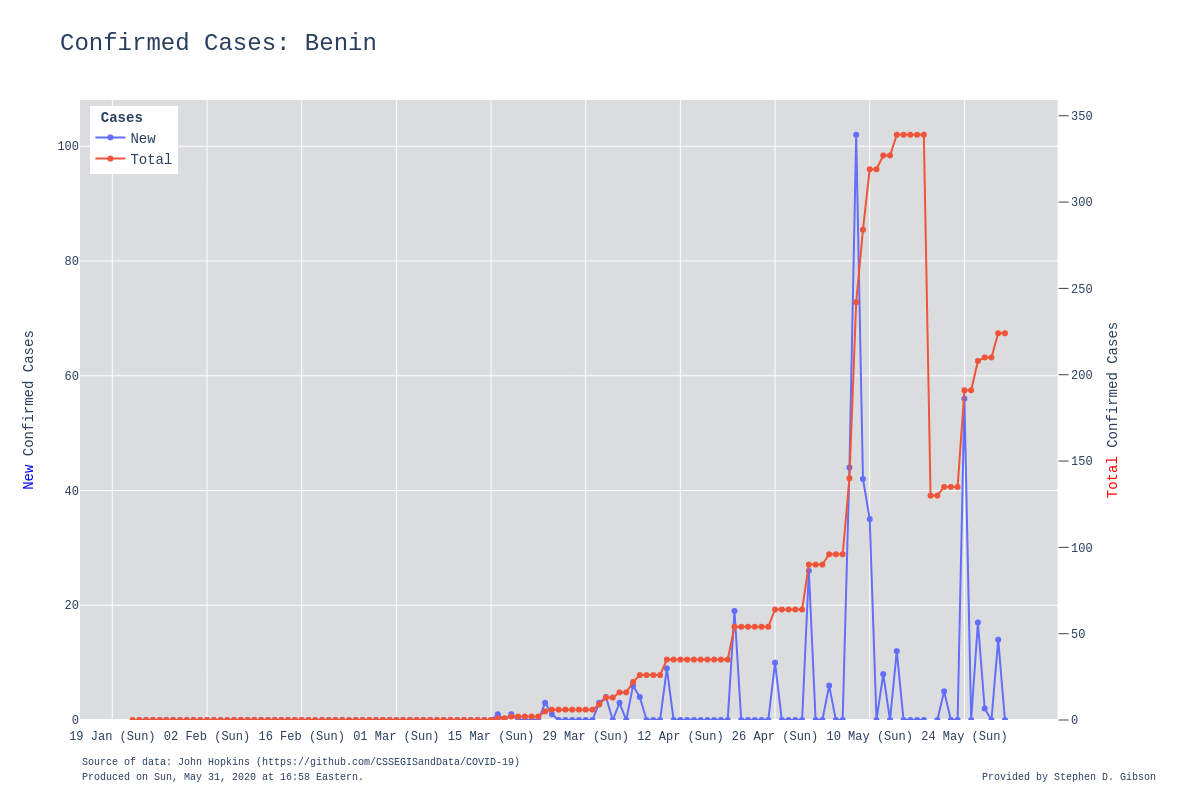 Confirmed Cases: Benin
Cases
New
Total
100
80
60
40
20
0
350
300
250
200
150
100
50
0
New Confirmed Cases
Total Confirmed Cases
19 Jan (Sun) 02 Feb (Sun) 16 Feb (Sun) 01 Mar (Sun) 15 Mar (Sun) 29 Mar (Sun) 12 Apr (Sun) 26 Apr (Sun) 10 May (Sun) 24 May (Sun)
Source of data: John Hopkins (https://github.com/CSSEGISandData/COVID-19)
Produced on Sun, May 31, 2020 at 16:58 Eastern.
Provided by Stephen D. Gibson